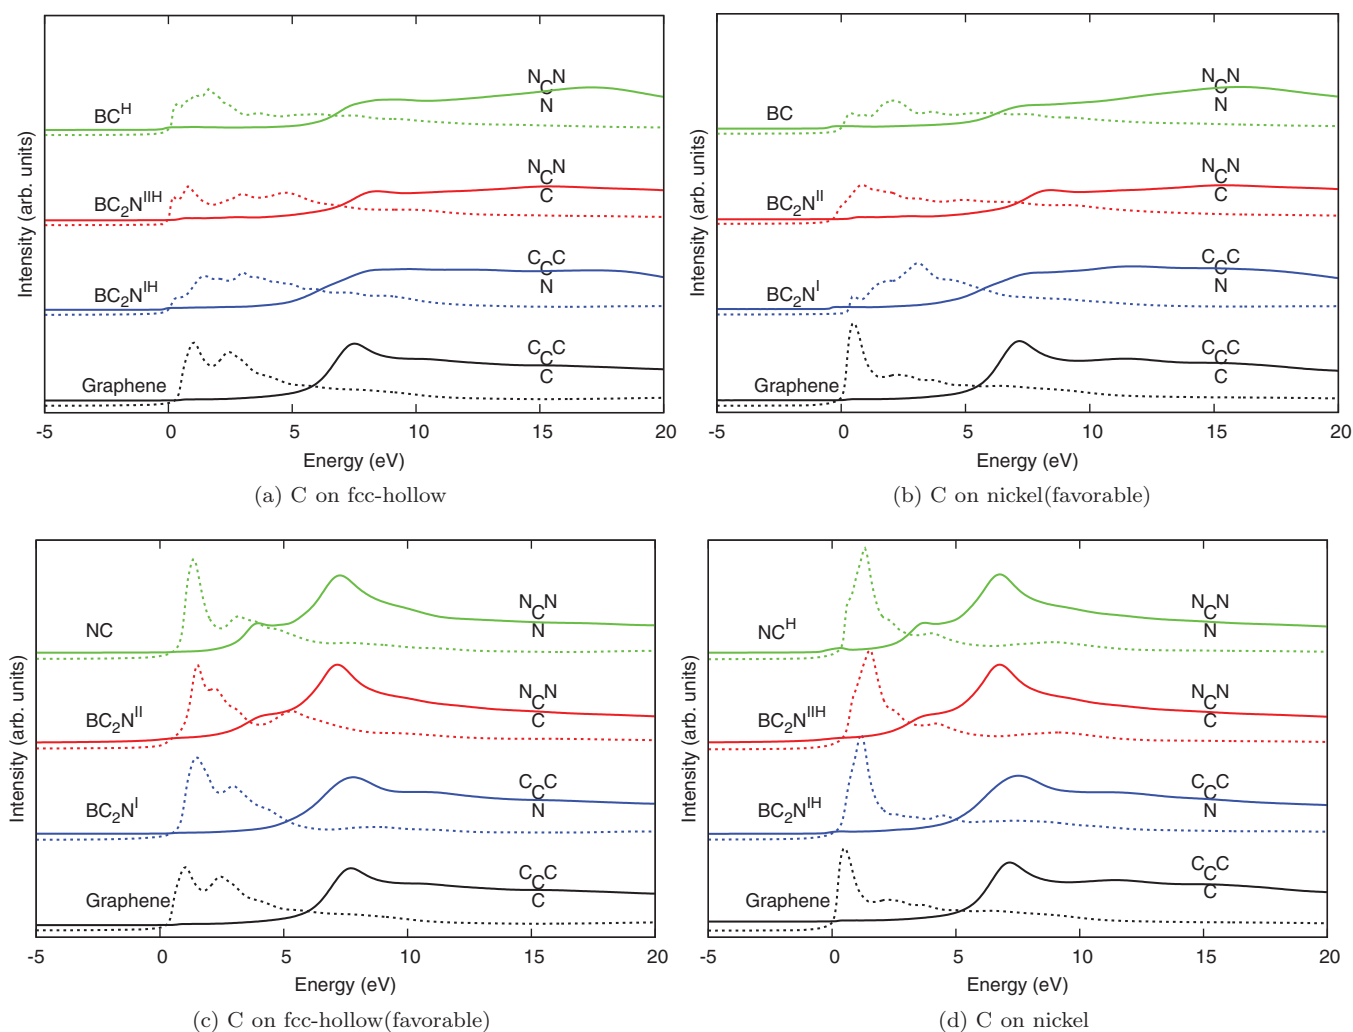 Intensity (arb. units)
BC^H
N C N
N
BC2N^IIH
N C N
C
BC2N^IH
C C C
N
Graphene
C C C
C
-5 0 5 10 15 20
Energy (eV)
(a) C on fcc-hollow
Intensity (arb. units)
BC
N C N
N
BC2N^II
N C N
C
BC2N^I
C C C
N
Graphene
C C C
C
-5 0 5 10 15 20
Energy (eV)
(b) C on nickel(favorable)
Intensity (arb. units)
NC
N C N
N
BC2N^II
N C N
C
BC2N^I
C C C
N
Graphene
C C C
C
-5 0 5 10 15 20
Energy (eV)
(c) C on fcc-hollow(favorable)
Intensity (arb. units)
NC^H
N C N
N
BC2N^IIH
N C N
C
BC2N^IH
C C C
N
Graphene
C C C
C
-5 0 5 10 15 20
Energy (eV)
(d) C on nickel